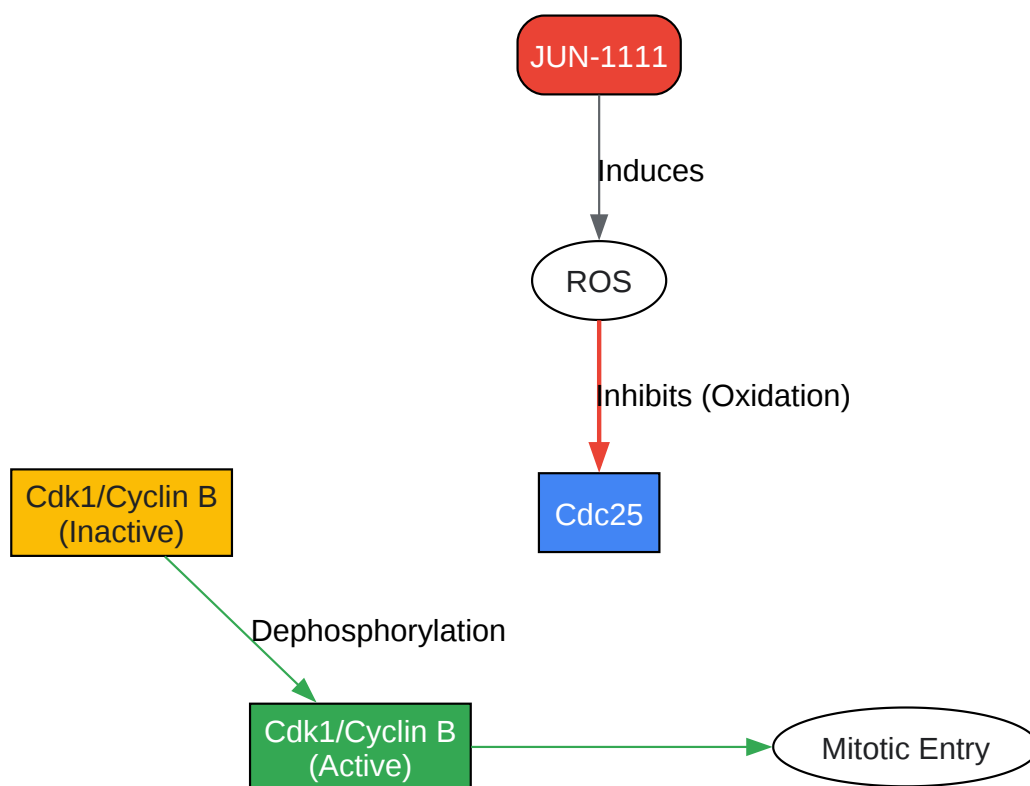 JUN-1111
Induces
ROS
Inhibits (Oxidation)
Cdk1/Cyclin B
(Inactive)
Cdc25
Dephosphorylation
Cdk1/Cyclin B
(Active)
Mitotic Entry